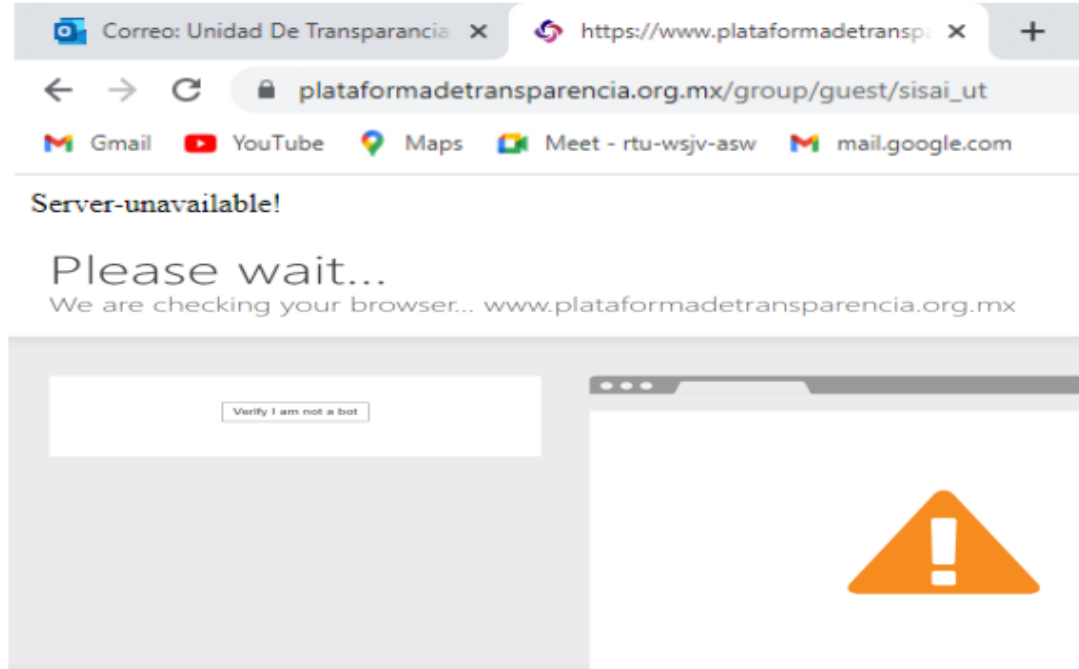 Correo: Unidad De Transparancia
https://www.plataformadetranspa
plataformadetransparencia.org.mx/group/guest/sisai_ut
Gmail YouTube Maps Meet - rtu-wsjv-asw mail.google.com
Server-unavailable!
Please wait...
We are checking your browser... www.plataformadetransparencia.org.mx
Verify I am not a bot